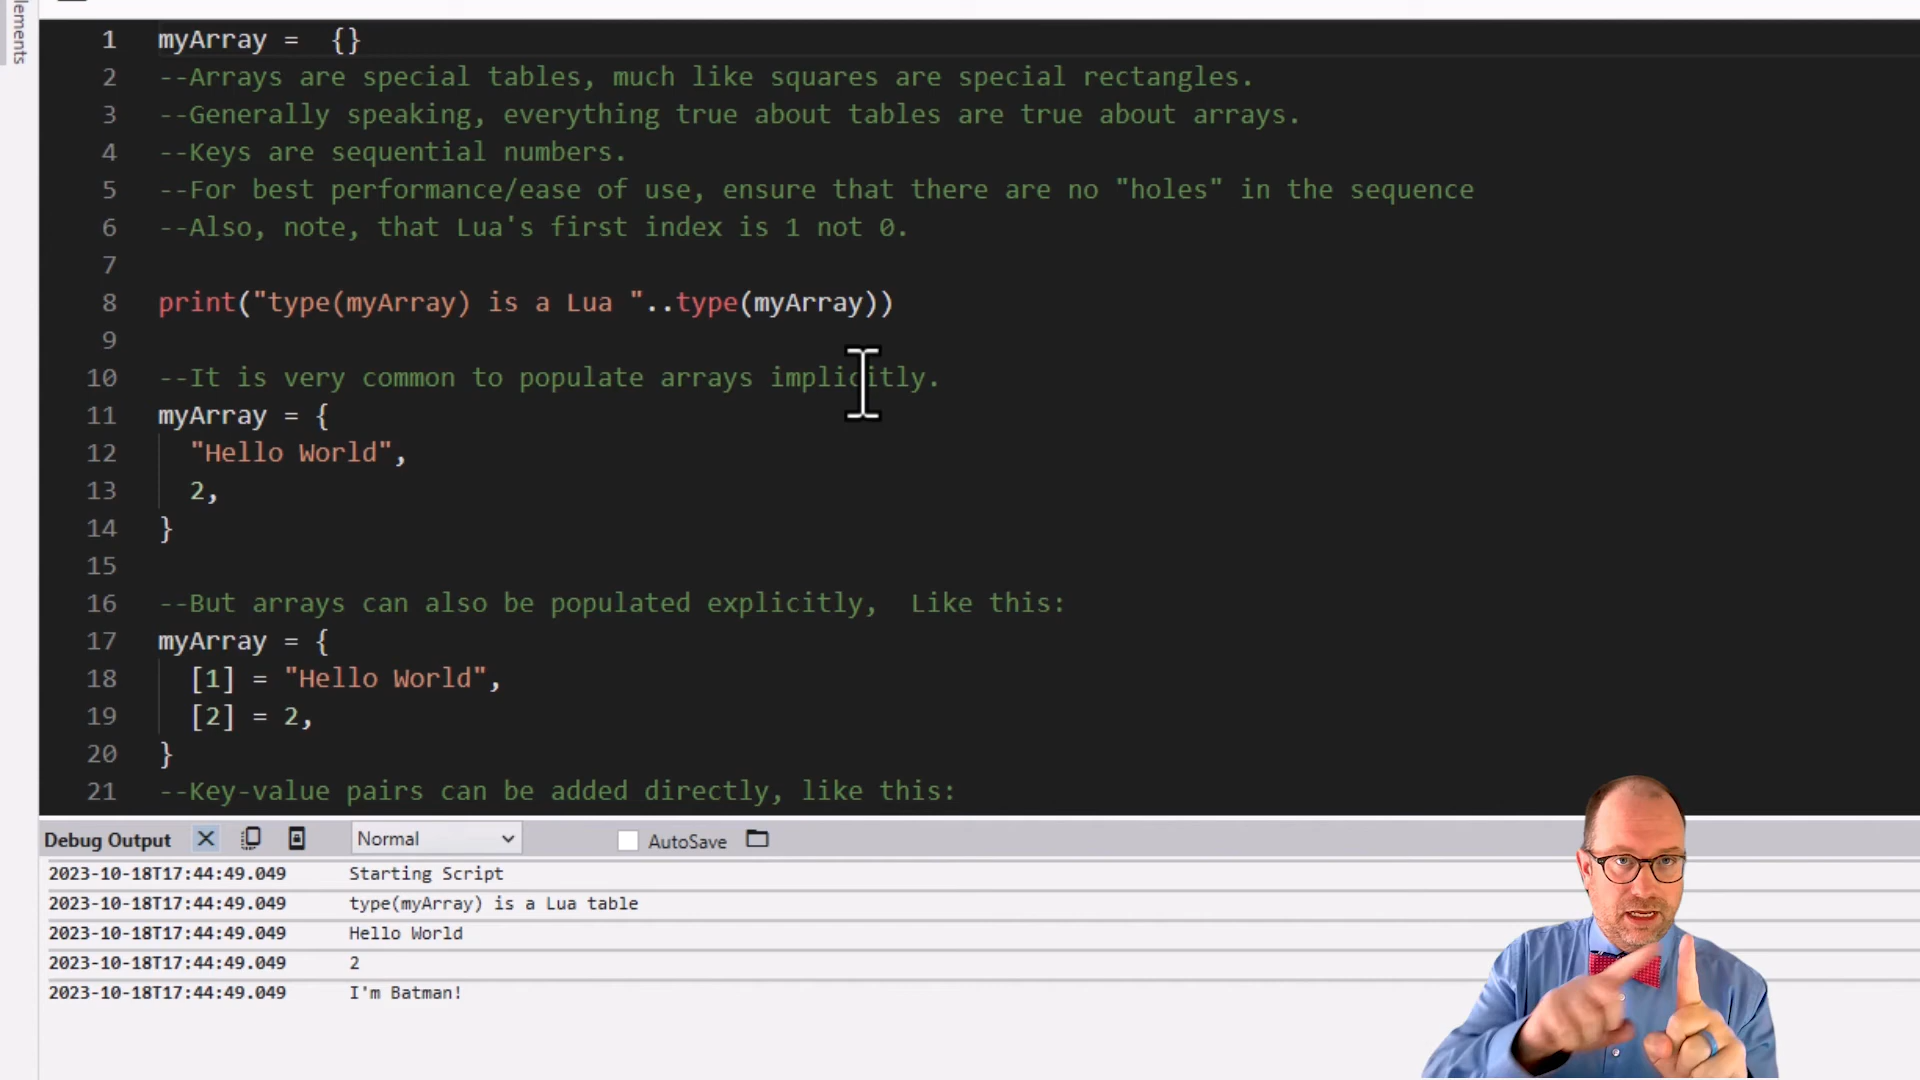 lements
1 myArray =  {}
2 --Arrays are special tables, much like squares are special rectangles.
3 --Generally speaking, everything true about tables are true about arrays.
4 --Keys are sequential numbers.
5 --For best performance/ease of use, ensure that there are no "holes" in the sequence
6 --Also, note, that Lua's first index is 1 not 0.
7
8 print("type(myArray) is a Lua "..type(myArray))
9
10 --It is very common to populate arrays implicitly.
11 myArray = {
12   "Hello World",
13   2,
14 }
15
16 --But arrays can also be populated explicitly,  Like this:
17 myArray = {
18   [1] = "Hello World",
19   [2] = 2,
20 }
21 --Key-value pairs can be added directly, like this:
Debug Output Normal AutoSave
2023-10-18T17:44:49.049 Starting Script
2023-10-18T17:44:49.049 type(myArray) is a Lua table
2023-10-18T17:44:49.049 Hello World
2023-10-18T17:44:49.049 2
2023-10-18T17:44:49.049 I'm Batman!